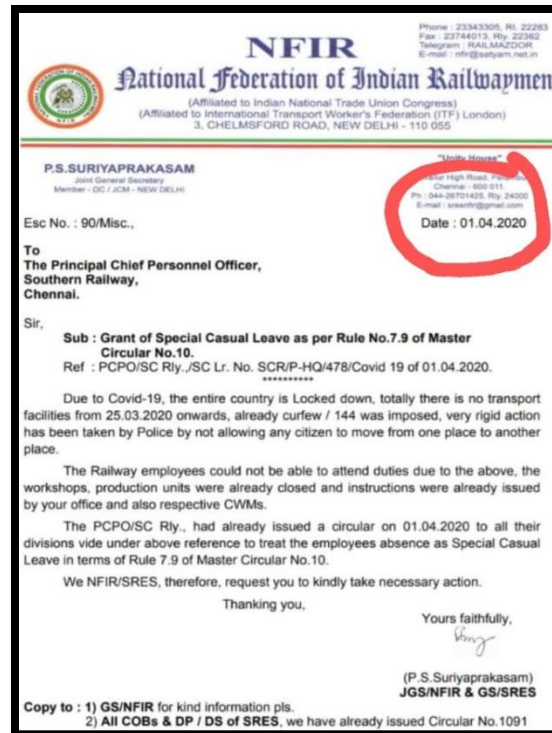 Phone : 23343305, Rl. 22283
Fax : 23744013, Rly. 22382
Telegram : RAILMAZDOR
E-mail : nfir@satyam.net.in
NFIR
National Federation of Indian Railwaymen
(Affiliated to Indian National Trade Union Congress)
(Affiliated to International Transport Worker's Federation (ITF) London)
3, CHELMSFORD ROAD, NEW DELHI - 110 055
NFIR
P.S.SURIYAPRAKASAM
Joint General Secretary
Member - DC / JCM - NEW DELHI
"Unity House"
High Road,
Chennai - 600 011.
Ph : 044-26701425, Rly. 24000
E-mail : sresnfir@gmail.com
Esc No. : 90/Misc.,
Date : 01.04.2020
To
The Principal Chief Personnel Officer,
Southern Railway,
Chennai.
Sir,
Sub : Grant of Special Casual Leave as per Rule No.7.9 of Master
Circular No.10.
Ref : PCPO/SC Rly.,/SC Lr. No. SCR/P-HQ/478/Covid 19 of 01.04.2020.
**********
Due to Covid-19, the entire country is Locked down, totally there is no transport
facilities from 25.03.2020 onwards, already curfew / 144 was imposed, very rigid action
has been taken by Police by not allowing any citizen to move from one place to another
place.
The Railway employees could not be able to attend duties due to the above, the
workshops, production units were already closed and instructions were already issued
by your office and also respective CWMs.
The PCPO/SC Rly., had already issued a circular on 01.04.2020 to all their
divisions vide under above reference to treat the employees absence as Special Casual
Leave in terms of Rule 7.9 of Master Circular No.10.
We NFIR/SRES, therefore, request you to kindly take necessary action.
Thanking you,
Yours faithfully,
(P.S.Suriyaprakasam)
JGS/NFIR & GS/SRES
Copy to : 1) GS/NFIR for kind information pls.
2) All COBs & DP / DS of SRES, we have already issued Circular No.1091